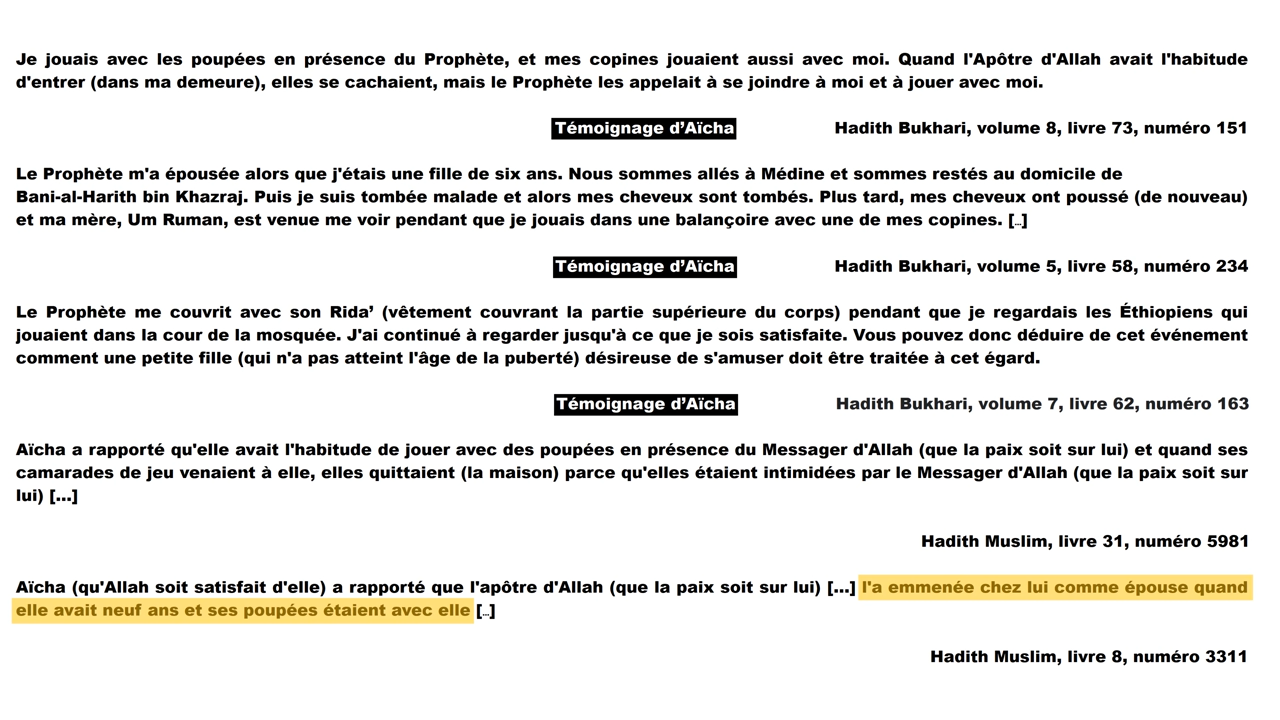 Je jouais avec les poupées en présence du Prophète, et mes copines jouaient aussi avec moi. Quand l'Apôtre d'Allah avait l'habitude
d'entrer (dans ma demeure), elles se cachaient, mais le Prophète les appelait à se joindre à moi et à jouer avec moi.
Témoignage d’Aïcha Hadith Bukhari, volume 8, livre 73, numéro 151
Le Prophète m'a épousée alors que j'étais une fille de six ans. Nous sommes allés à Médine et sommes restés au domicile de
Bani-al-Harith bin Khazraj. Puis je suis tombée malade et alors mes cheveux sont tombés. Plus tard, mes cheveux ont poussé (de nouveau)
et ma mère, Um Ruman, est venue me voir pendant que je jouais dans une balançoire avec une de mes copines. […]
Témoignage d’Aïcha Hadith Bukhari, volume 5, livre 58, numéro 234
Le Prophète me couvrit avec son Rida’ (vêtement couvrant la partie supérieure du corps) pendant que je regardais les Éthiopiens qui
jouaient dans la cour de la mosquée. J'ai continué à regarder jusqu'à ce que je sois satisfaite. Vous pouvez donc déduire de cet événement
comment une petite fille (qui n'a pas atteint l'âge de la puberté) désireuse de s'amuser doit être traitée à cet égard.
Témoignage d’Aïcha Hadith Bukhari, volume 7, livre 62, numéro 163
Aïcha a rapporté qu'elle avait l'habitude de jouer avec des poupées en présence du Messager d'Allah (que la paix soit sur lui) et quand ses
camarades de jeu venaient à elle, elles quittaient (la maison) parce qu'elles étaient intimidées par le Messager d'Allah (que la paix soit sur
lui) [...]
Hadith Muslim, livre 31, numéro 5981
Aïcha (qu'Allah soit satisfait d'elle) a rapporté que l'apôtre d'Allah (que la paix soit sur lui) [...] l'a emmenée chez lui comme épouse quand
elle avait neuf ans et ses poupées étaient avec elle […]
Hadith Muslim, livre 8, numéro 3311